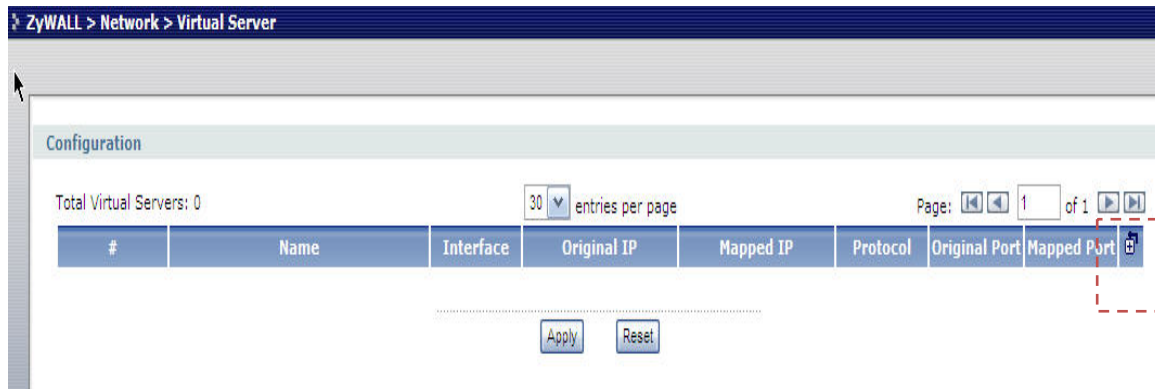 ZyWALL > Network > Virtual Server
Configuration
Total Virtual Servers: 0
30 entries per page
Page: 1 of 1
# Name Interface Original IP Mapped IP Protocol Original Port Mapped Port
Apply Reset